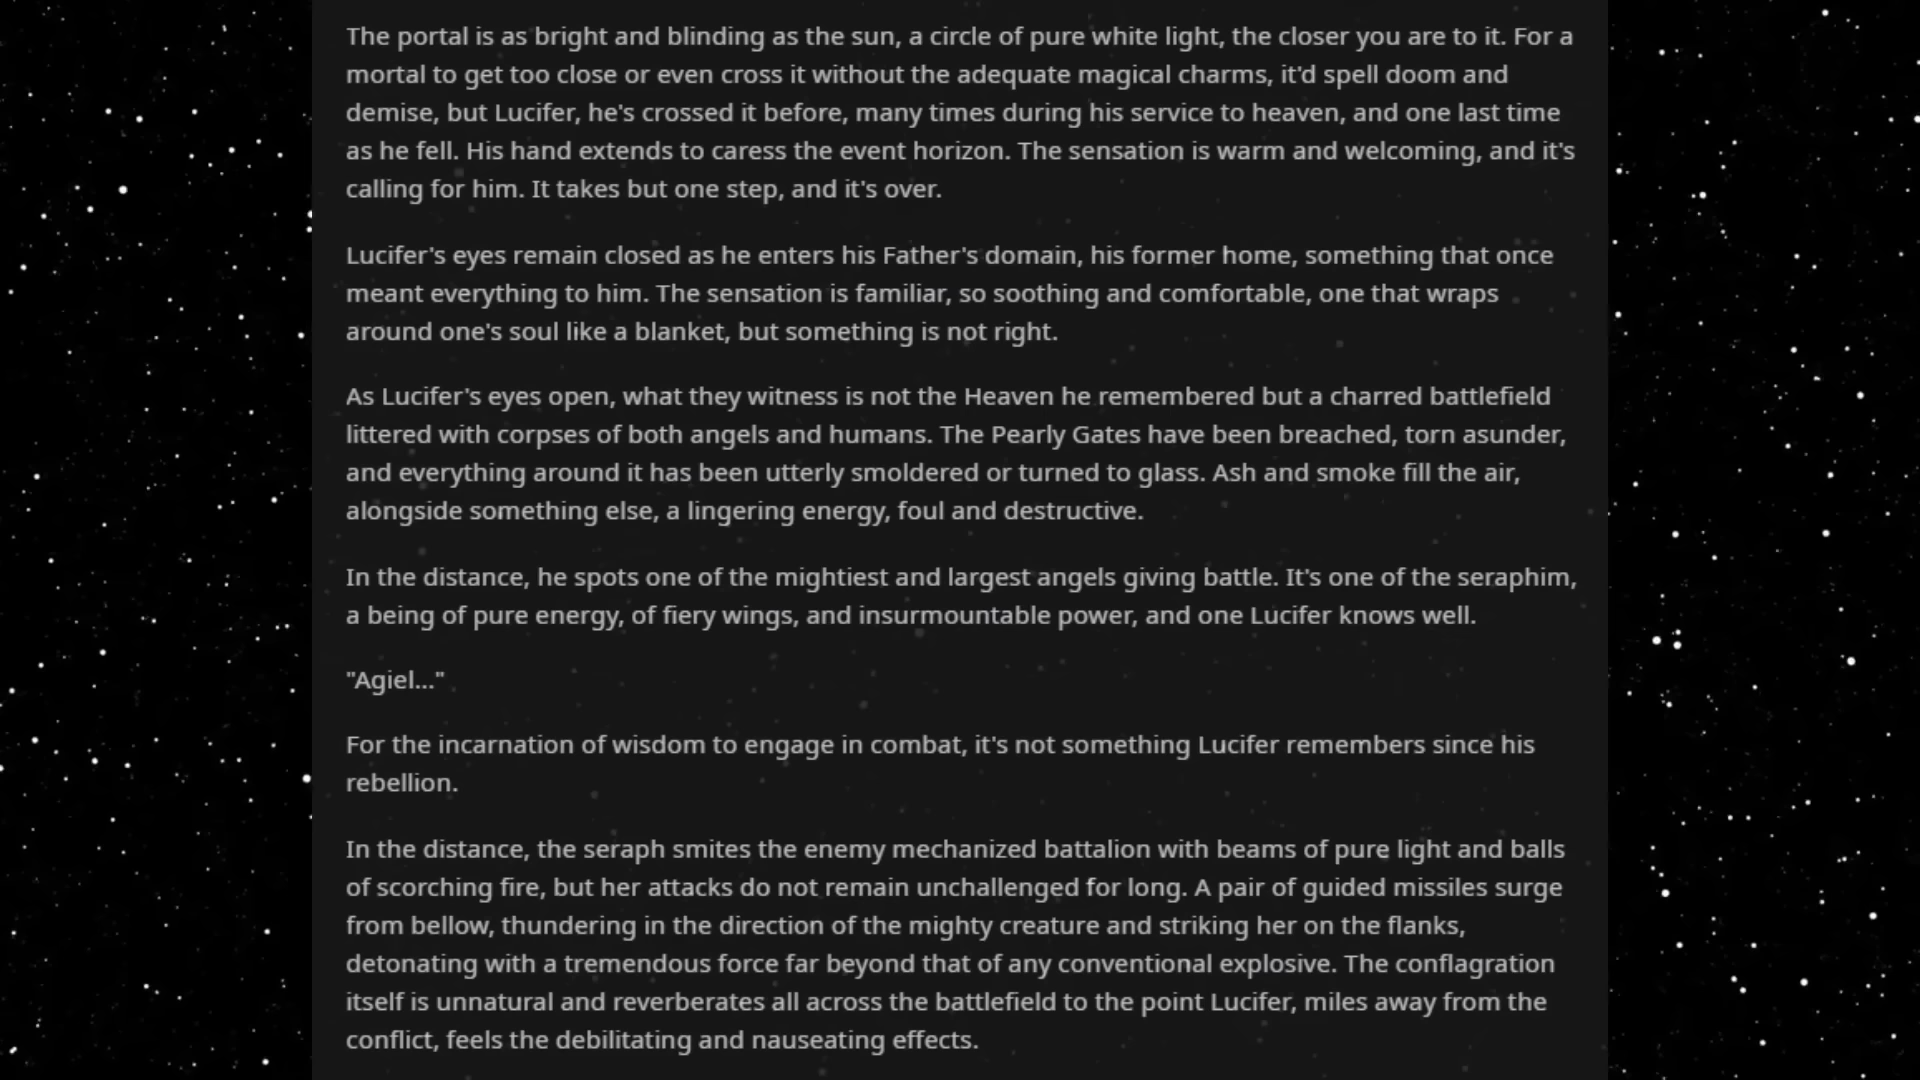 The portal is as bright and blinding as the sun, a circle of pure white light, the closer you are to it. For a
mortal to get too close or even cross it without the adequate magical charms, it'd spell doom and
demise, but Lucifer, he's crossed it before, many times during his service to heaven, and one last time
as he fell. His hand extends to caress the event horizon. The sensation is warm and welcoming, and it's
calling for him. It takes but one step, and it's over.
Lucifer's eyes remain closed as he enters his Father's domain, his former home, something that once
meant everything to him. The sensation is familiar, so soothing and comfortable, one that wraps
around one's soul like a blanket, but something is not right.
As Lucifer's eyes open, what they witness is not the Heaven he remembered but a charred battlefield
littered with corpses of both angels and humans. The Pearly Gates have been breached, torn asunder,
and everything around it has been utterly smoldered or turned to glass. Ash and smoke fill the air,
alongside something else, a lingering energy, foul and destructive.
In the distance, he spots one of the mightiest and largest angels giving battle. It's one of the seraphim,
a being of pure energy, of fiery wings, and insurmountable power, and one Lucifer knows well.
"Agiel..."
For the incarnation of wisdom to engage in combat, it's not something Lucifer remembers since his
rebellion.
In the distance, the seraph smites the enemy mechanized battalion with beams of pure light and balls
of scorching fire, but her attacks do not remain unchallenged for long. A pair of guided missiles surge
from bellow, thundering in the direction of the mighty creature and striking her on the flanks,
detonating with a tremendous force far beyond that of any conventional explosive. The conflagration
itself is unnatural and reverberates all across the battlefield to the point Lucifer, miles away from the
conflict, feels the debilitating and nauseating effects.